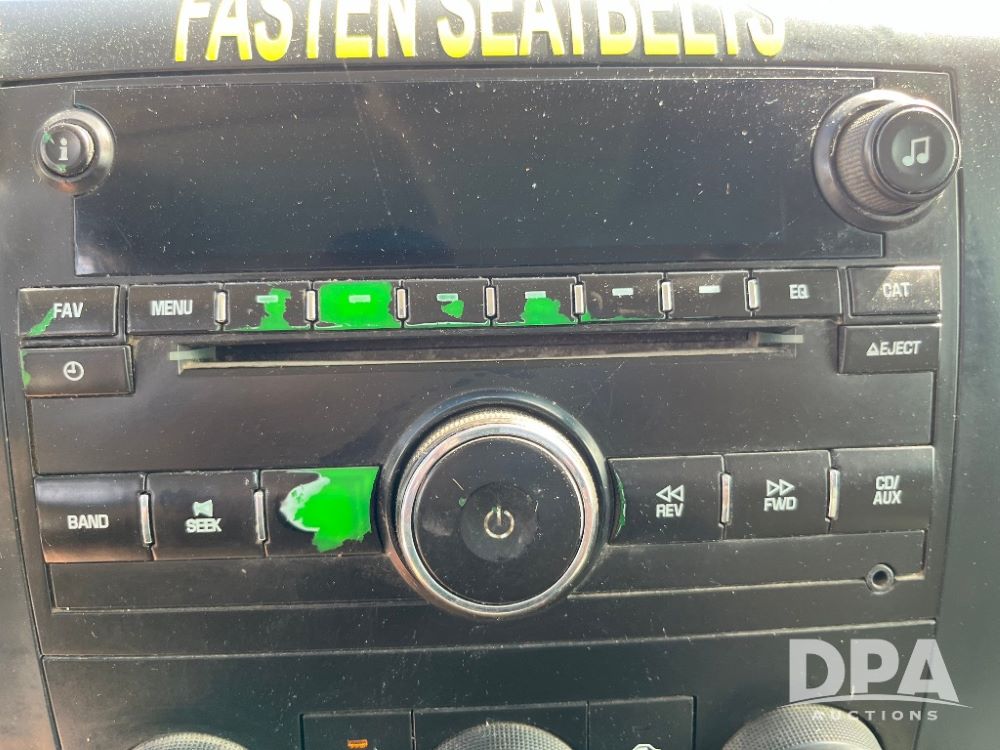 FASTEN SEATBELTS
i
FAV
MENU
EQ
CAT
EJECT
BAND
SEEK
REV
FWD
CD/
AUX
DPA
AUCTIONS